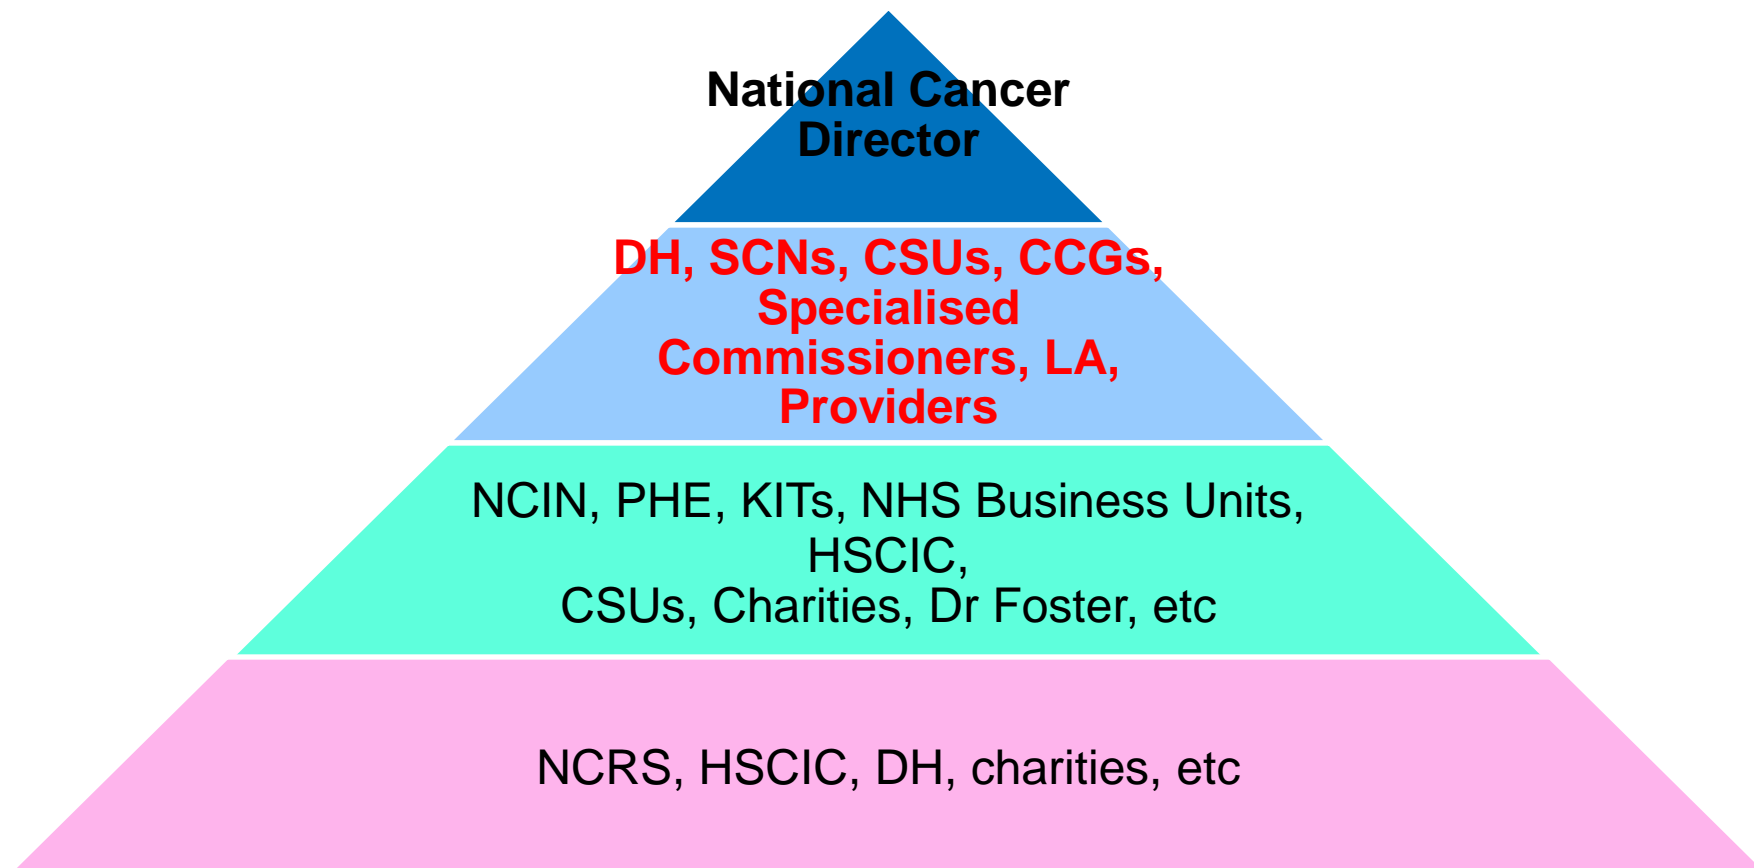 National Cancer
Director
DH, SCNs, CSUs, CCGs,
Specialised
Commissioners, LA,
Providers
NCIN, PHE, KITs, NHS Business Units,
HSCIC,
CSUs, Charities, Dr Foster, etc
NCRS, HSCIC, DH, charities, etc